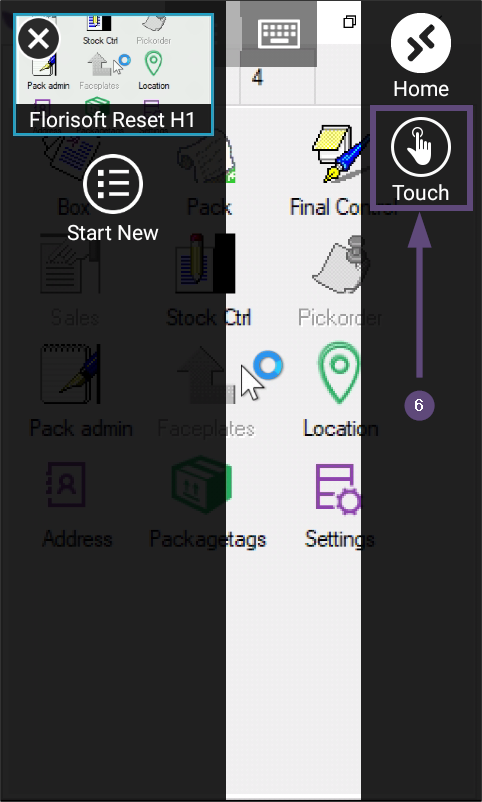 Stock Ctrl
Pickorder
Pack admin
Faceplates
Location
Florisoft Reset H1
Start New
4
Home
Touch
6
Box
Pack
Final Control
Sales
Stock Ctrl
Pickorder
Pack admin
Faceplates
Location
Address
Packagetags
Settings